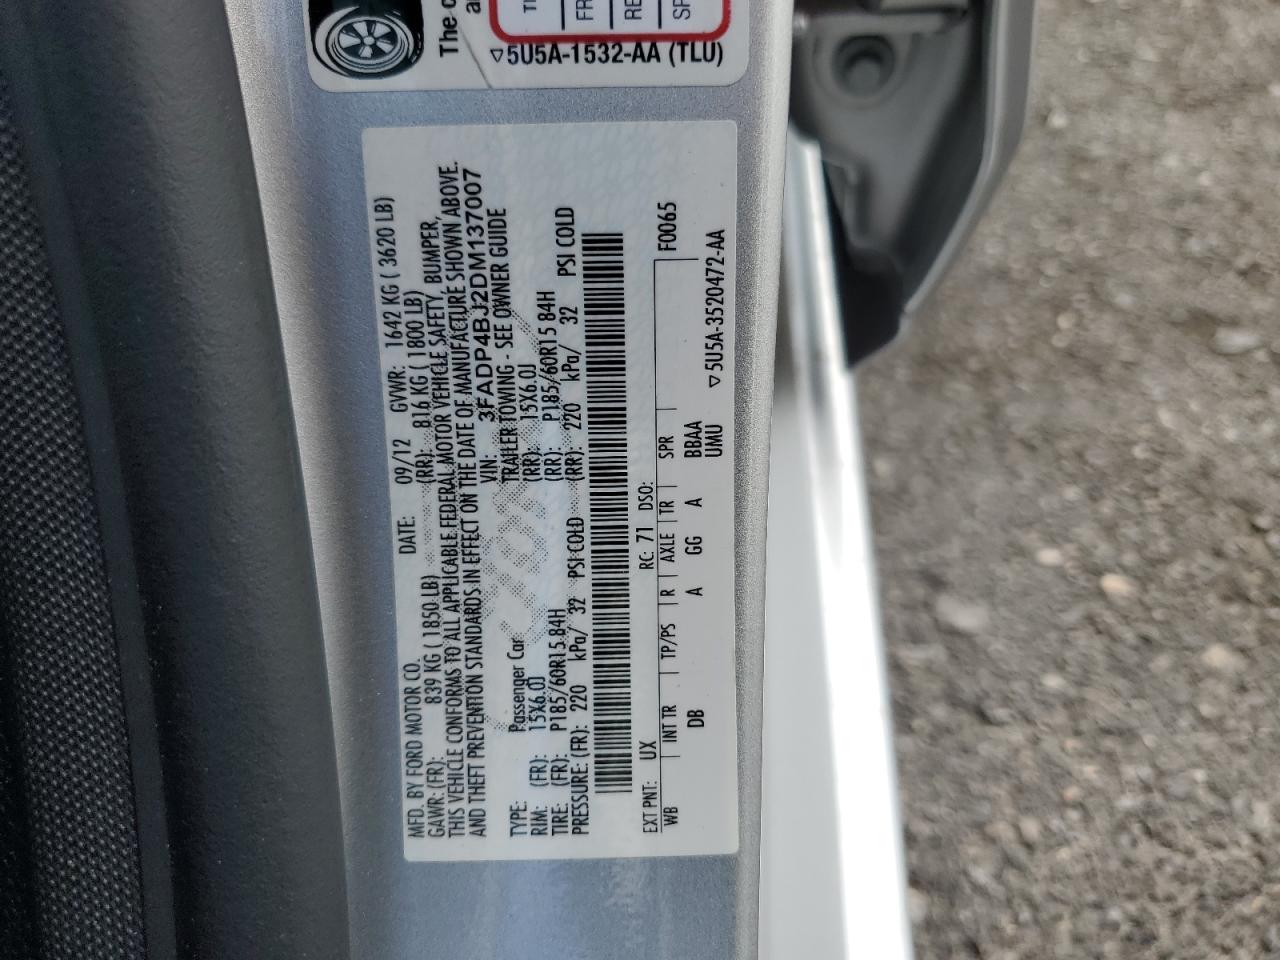 The
TI
FR
RE
SP
▽5U5A-1532-AA (TLU)
MFD. BY FORD MOTOR CO.
DATE: 09/12 GVWR: 1642 KG ( 3620 LB)
GAWR: (FR): 839 KG ( 1850 LB) (RR): 816 KG ( 1800 LB)
THIS VEHICLE CONFORMS TO ALL APPLICABLE FEDERAL MOTOR VEHICLE SAFETY, BUMPER,
AND THEFT PREVENTION STANDARDS IN EFFECT ON THE DATE OF MANUFACTURE SHOWN ABOVE.
VIN: 3FADP4BJ2DM137007
TYPE: Passenger Car TRAILER TOWING - SEE OWNER GUIDE
RIM: (FR): 15X6.0J (RR): 15X6.0J
TIRE: (FR): P185/60R15 84H (RR): P185/60R15 84H
PRESSURE: (FR): 220 kPa/ 32 PSI COLD (RR): 220 kPa/ 32 PSI COLD
EXT PNT: UX RC: 71 DSO: F0065
WB INT TR TP/PS R AXLE TR SPR
DB A GG A BBAA
UMU ▽5U5A-3520472-AA